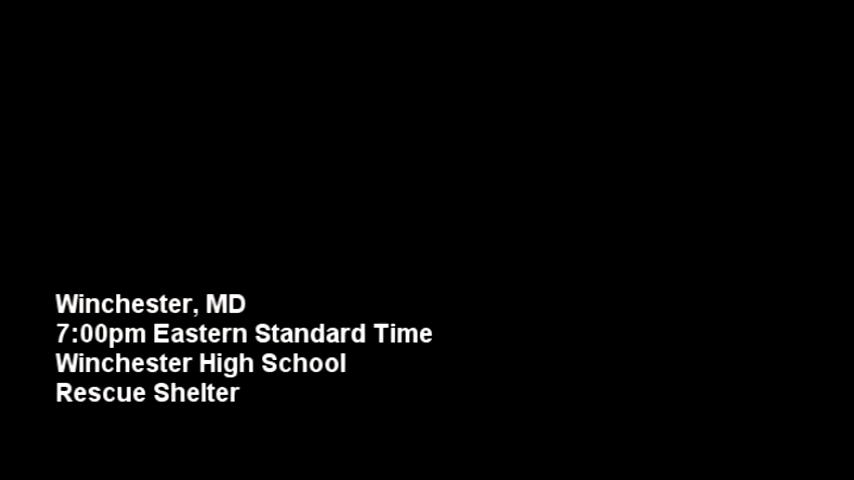 Winchester, MD
7:00pm Eastern Standard Time
Winchester High School
Rescue Shelter